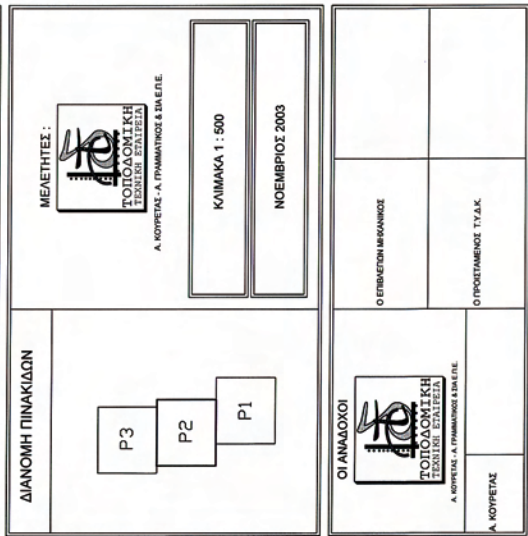 ΔΙΑΝΟΜΗ ΠΙΝΑΚΙΔΩΝ
P3
P2
P1
ΜΕΛΕΤΗΤΕΣ :
ΤΟΠΟΔΟΜΙΚΗ
ΤΕΧΝΙΚΗ ΕΤΑΙΡΕΙΑ
Α. ΚΟΥΡΕΤΑΣ - Α. ΓΡΑΜΜΑΤΙΚΟΣ & ΣΙΑ Ε.Π.Ε.
ΚΛΙΜΑΚΑ 1 : 500
ΝΟΕΜΒΡΙΟΣ 2003
ΟΙ ΑΝΑΔΟΧΟΙ
ΤΟΠΟΔΟΜΙΚΗ
ΤΕΧΝΙΚΗ ΕΤΑΙΡΕΙΑ
Α. ΚΟΥΡΕΤΑΣ - Α. ΓΡΑΜΜΑΤΙΚΟΣ & ΣΙΑ Ε.Π.Ε.
Α. ΚΟΥΡΕΤΑΣ
Ο ΕΠΙΒΛΕΠΩΝ ΜΗΧΑΝΙΚΟΣ
Ο ΠΡΟΙΣΤΑΜΕΝΟΣ Τ.Υ.Δ.Κ.